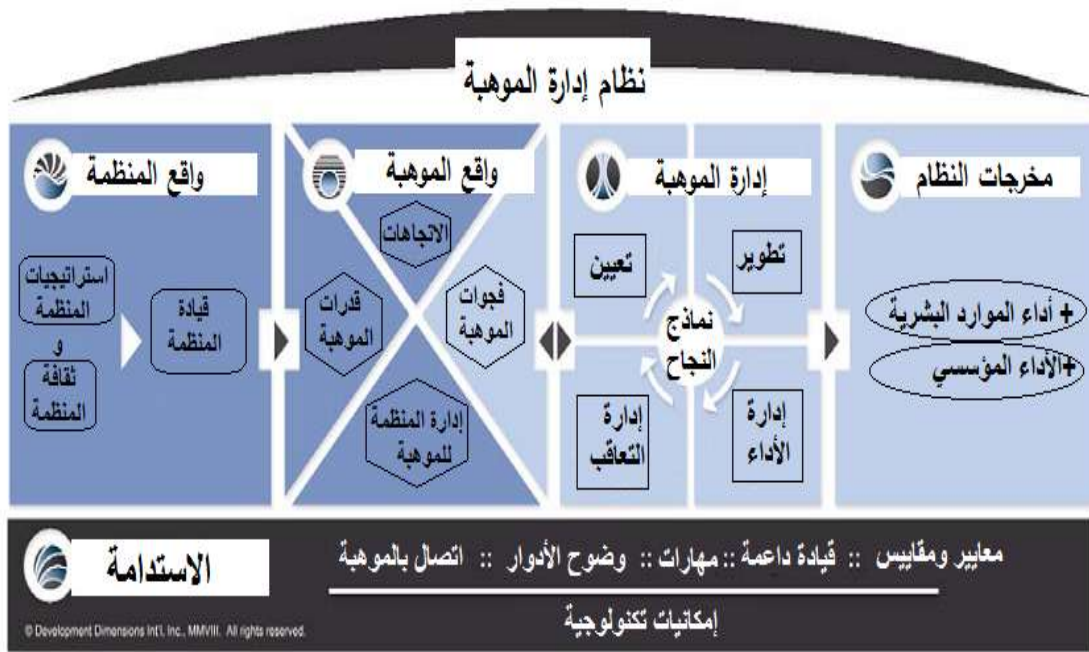 نظام إدارة الموهبة
واقع المنظمة
استراتيجيات
المنظمة
و
ثقافة
المنظمة
قيادة
المنظمة
واقع الموهبة
الاتجاهات
قدرات
الموهبة
فجوات
الموهبة
إدارة المنظمة
للموهبة
إدارة الموهبة
تعيين
تطوير
نماذج
النجاح
إدارة
التعاقب
إدارة
الأداء
مخرجات النظام
+ أداء الموارد البشرية
+الأداء المؤسسي
الاستدامة
معايير ومقاييس :: قيادة داعمة :: مهارات :: وضوح الأدوار :: اتصال بالموهبة
إمكانيات تكنولوجية
© Development Dimensions Int'l, Inc., MMVIII. All rights reserved.